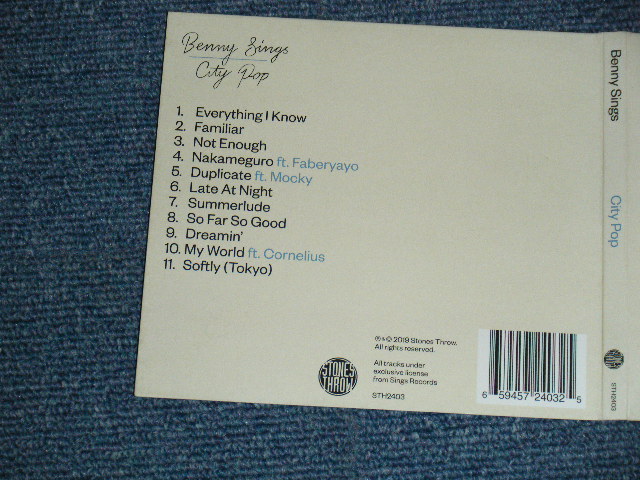 Benny Sings
City Pop
1. Everything I Know
2. Familiar
3. Not Enough
4. Nakameguro ft. Faberyayo
5. Duplicate ft. Mocky
6. Late At Night
7. Summerlude
8. So Far So Good
9. Dreamin'
10. My World ft. Cornelius
11. Softly (Tokyo)
STONES THROW
℗ & © 2019 Stones Throw.
All rights reserved.
All tracks under
exclusive license
from Sings Records
STH2403
6 59457 24032 5
Benny Sings
City Pop
STH2403